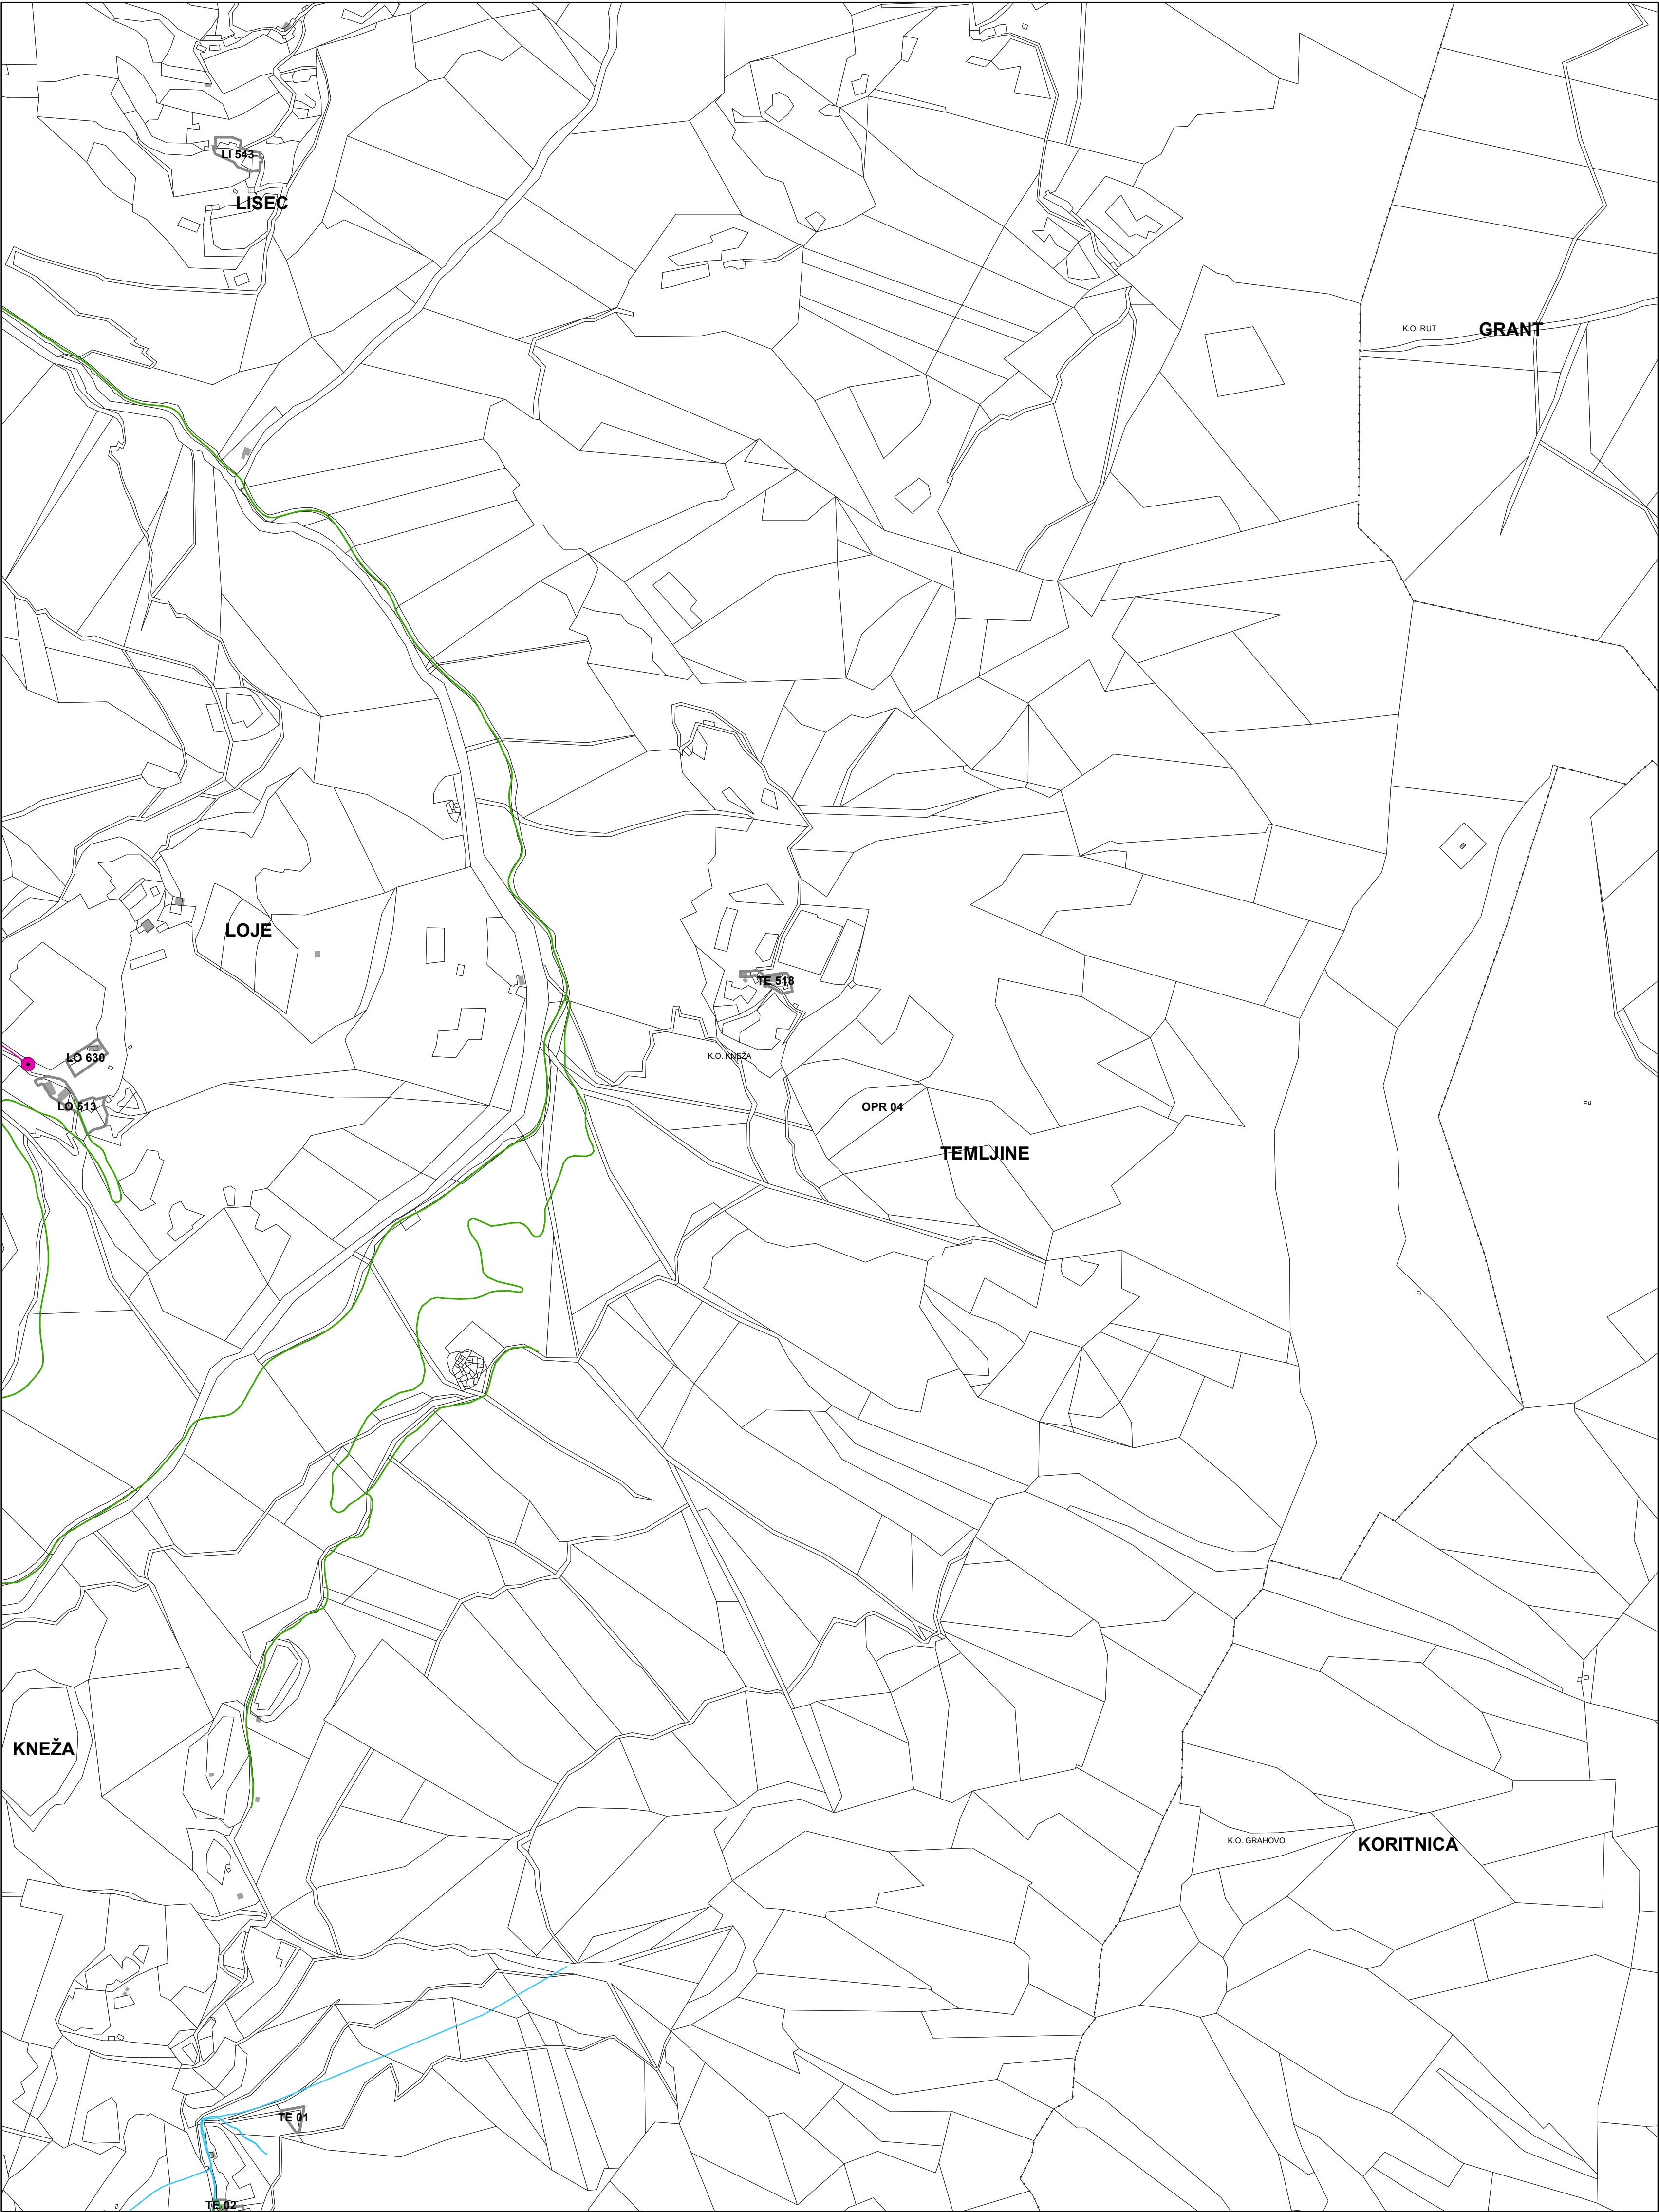 LI 543
LISEC
K.O. RUT
GRANT
LOJE
TE 518
LO 630
K.O. KNEŽA
LO 513
OPR 04
TEMLJINE
KNEŽA
K.O. GRAHOVO
KORITNICA
TE 01
TE 02